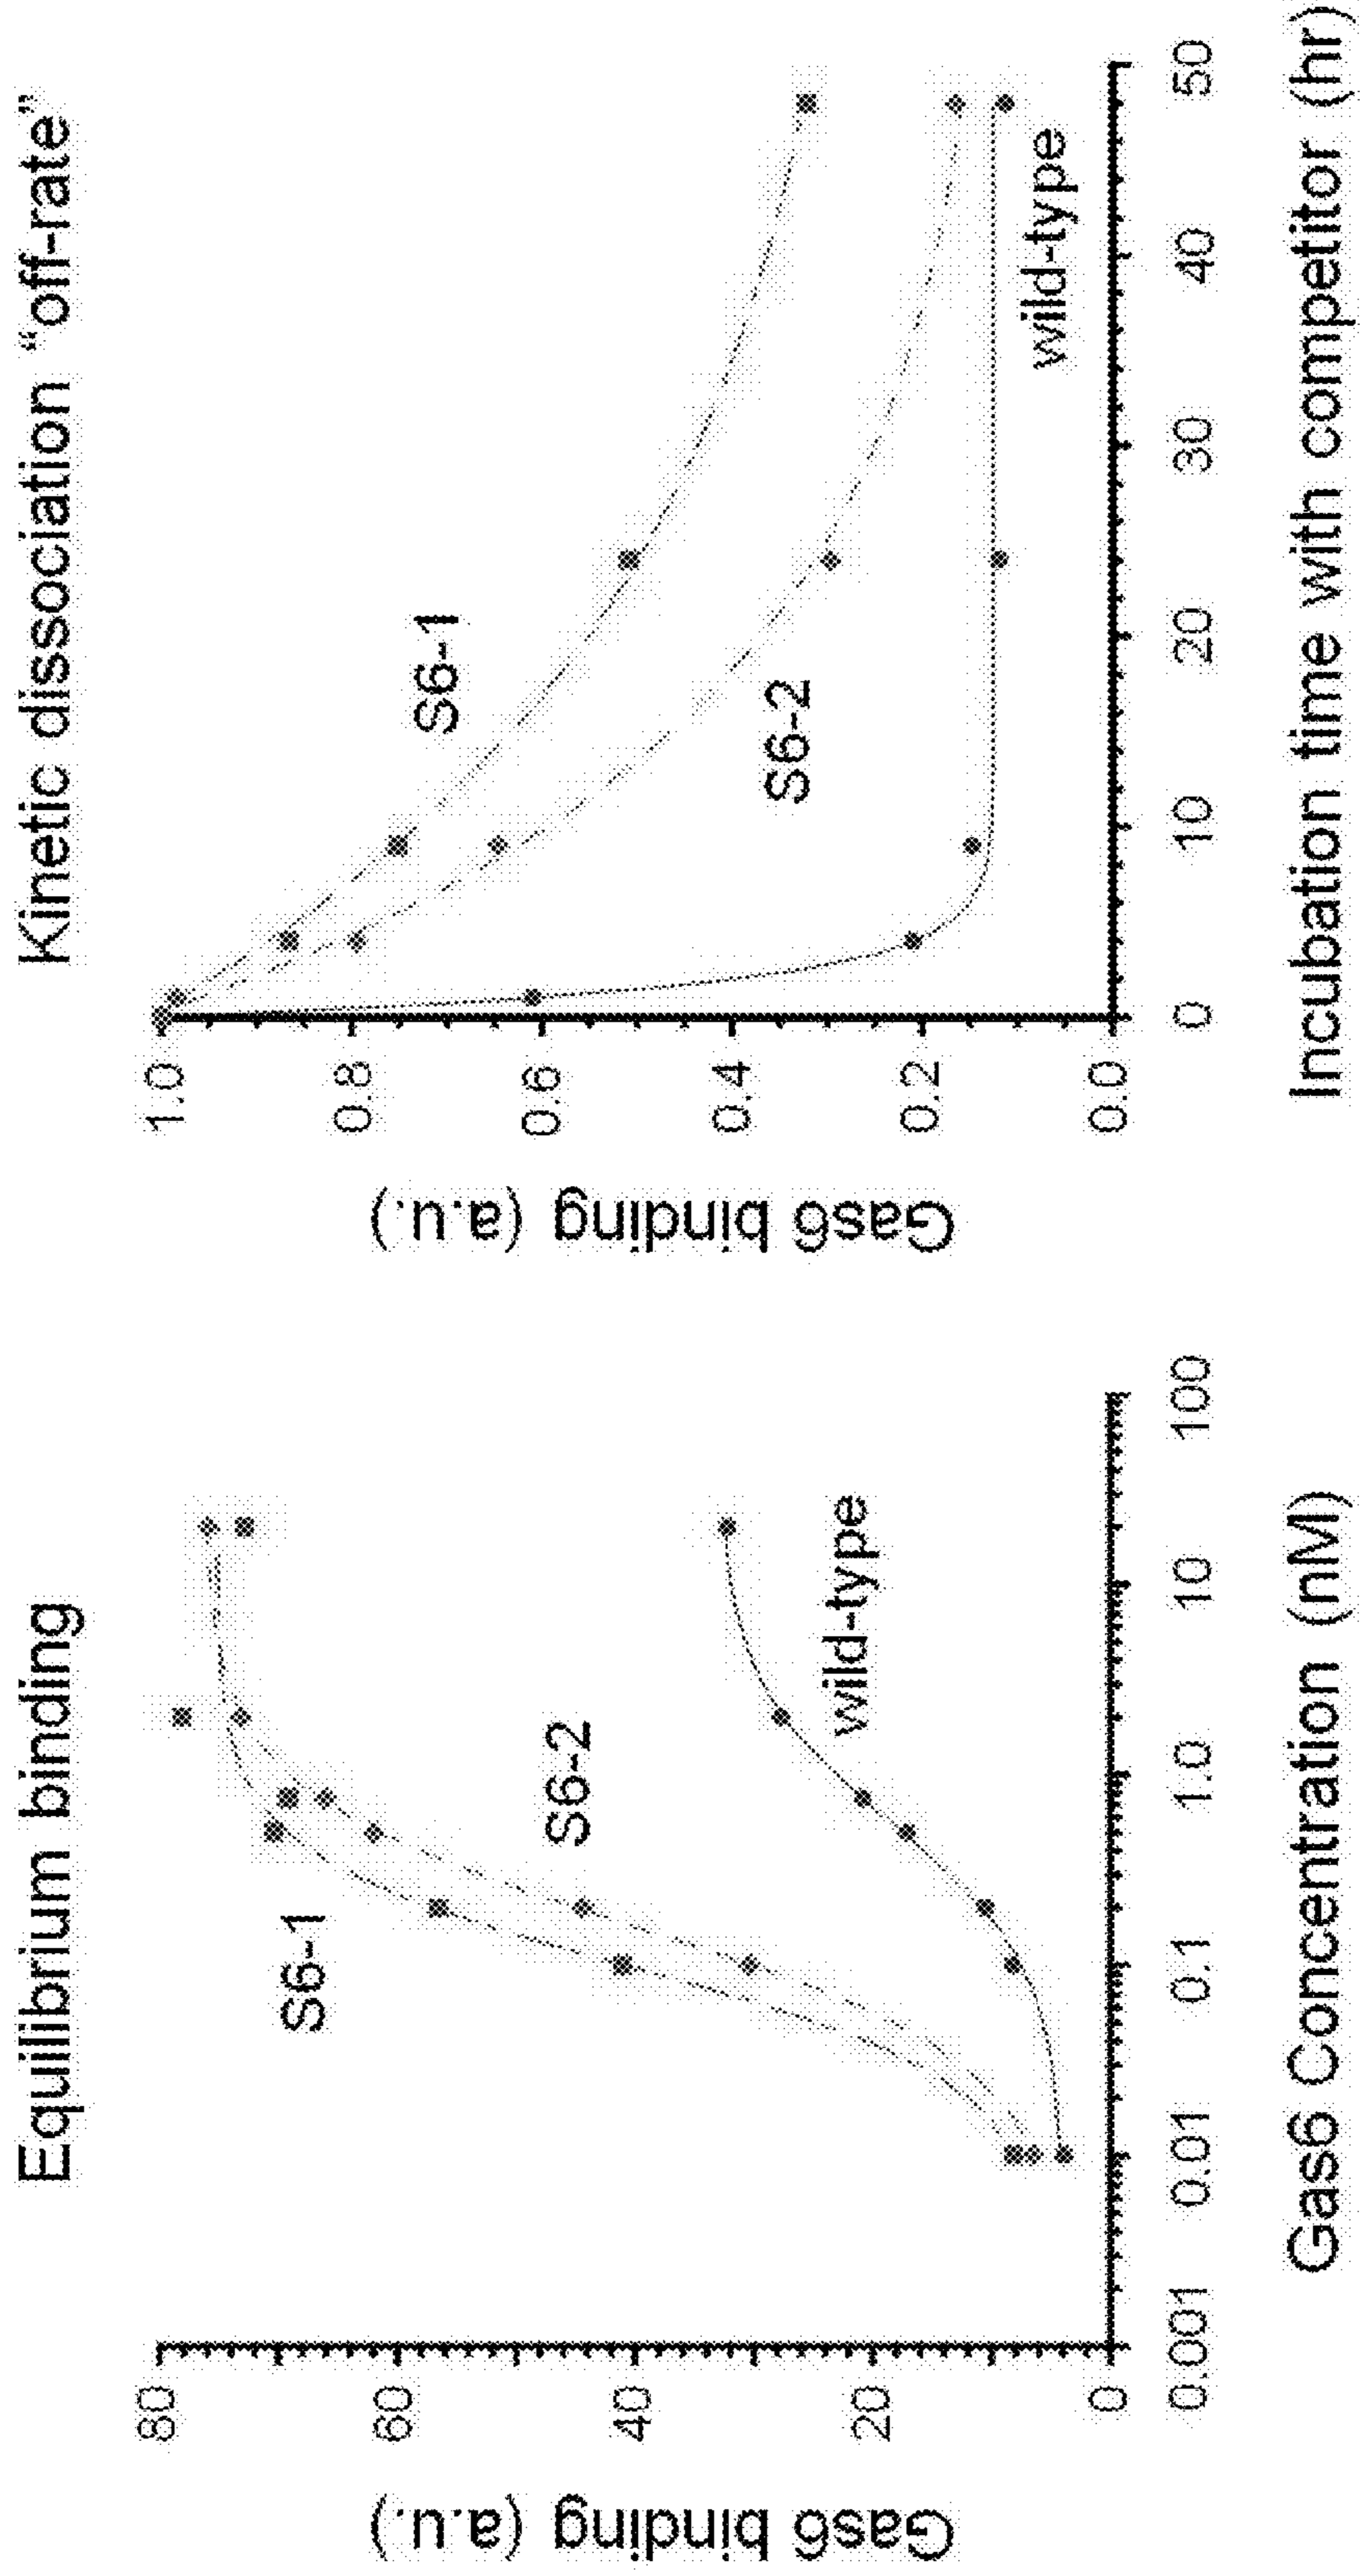 Equilibrium binding
Gas6 binding (a.u.)
80
60
40
20
0
S6-1
S6-2
wild-type
0.001
0.01
0.1
1.0
10
100
Gas6 Concentration (nM)
Kinetic dissociation “off-rate”
Gas6 binding (a.u.)
1.0
0.8
0.6
0.4
0.2
0.0
S6-1
S6-2
wild-type
0
10
20
30
40
50
Incubation time with competitor (hr)